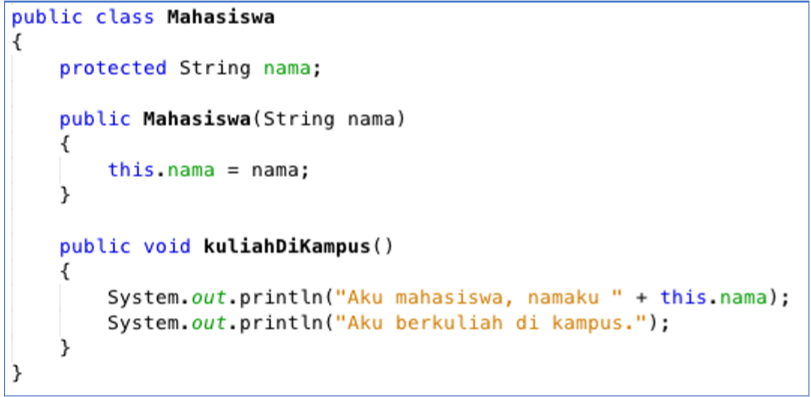 public class Mahasiswa
{
    protected String nama;
    public Mahasiswa(String nama)
    {
        this.nama = nama;
    }
    public void kuliahDiKampus()
    {
        System.out.println("Aku mahasiswa, namaku " + this.nama);
        System.out.println("Aku berkuliah di kampus.");
    }
}